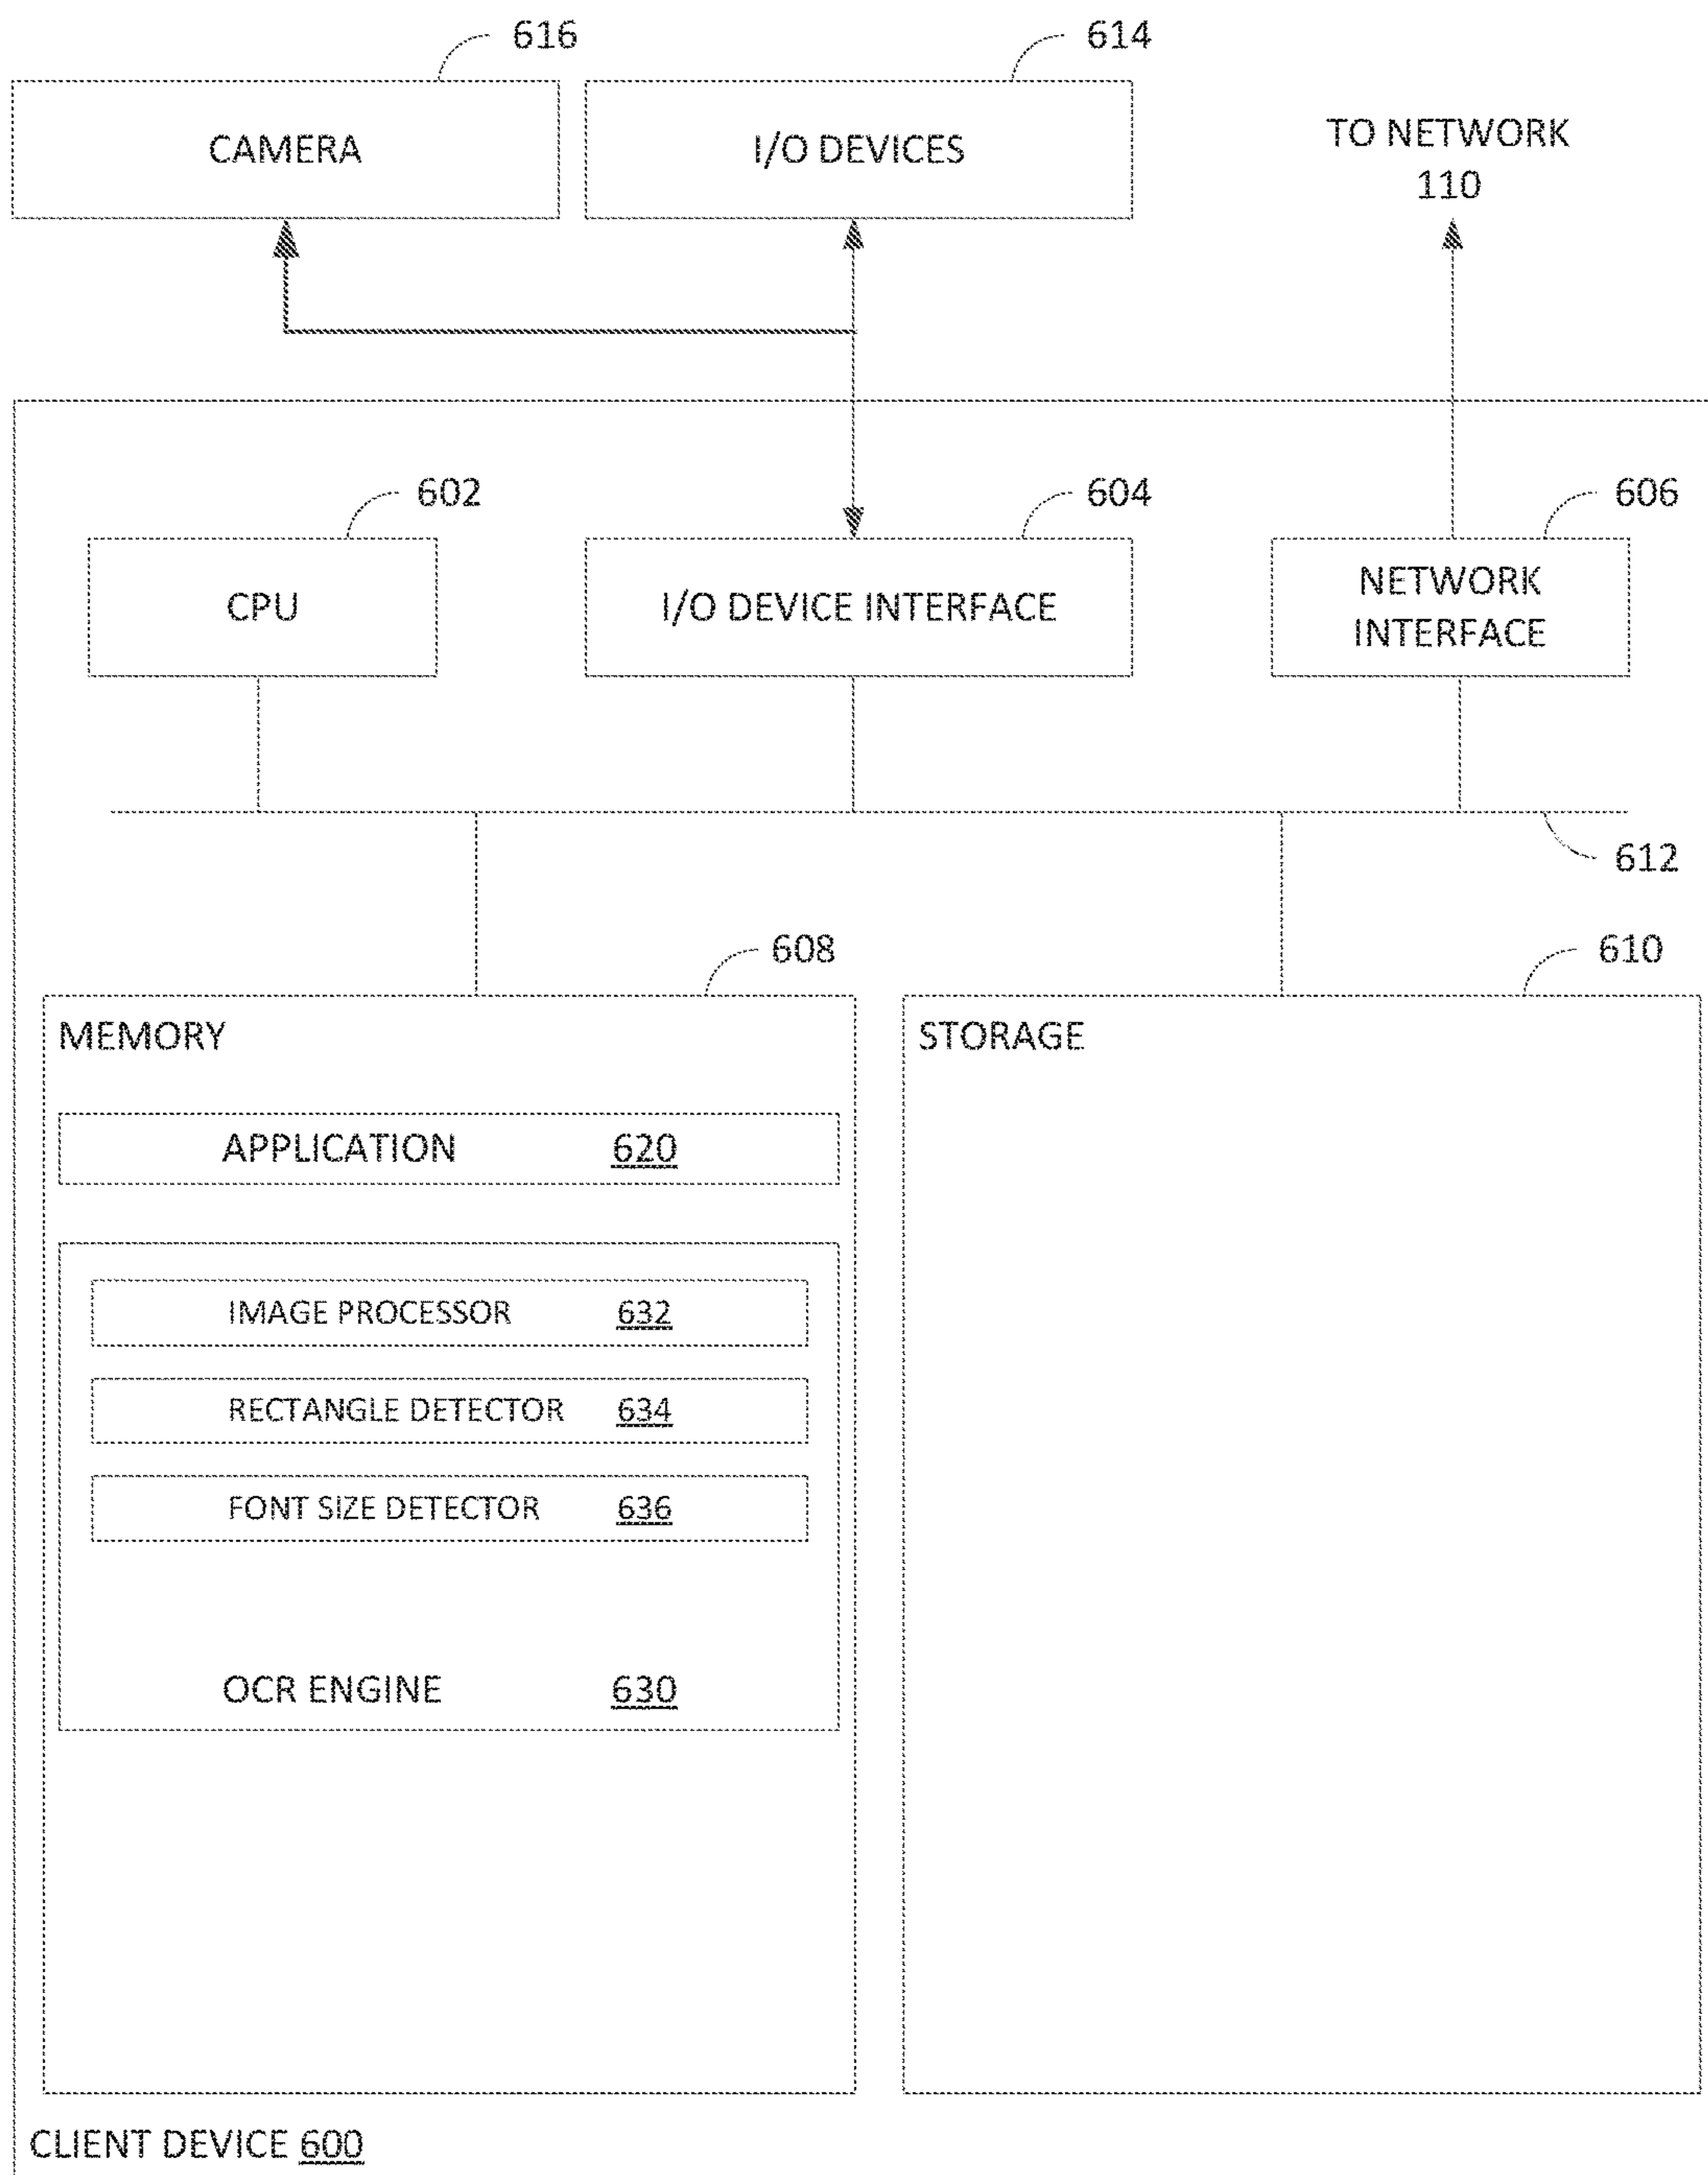 616
614
CAMERA
I/O DEVICES
TO NETWORK
110
602
604
606
CPU
I/O DEVICE INTERFACE
NETWORK
INTERFACE
612
608
610
MEMORY
STORAGE
APPLICATION 620
IMAGE PROCESSOR 632
RECTANGLE DETECTOR 634
FONT SIZE DETECTOR 636
OCR ENGINE 630
CLIENT DEVICE 600